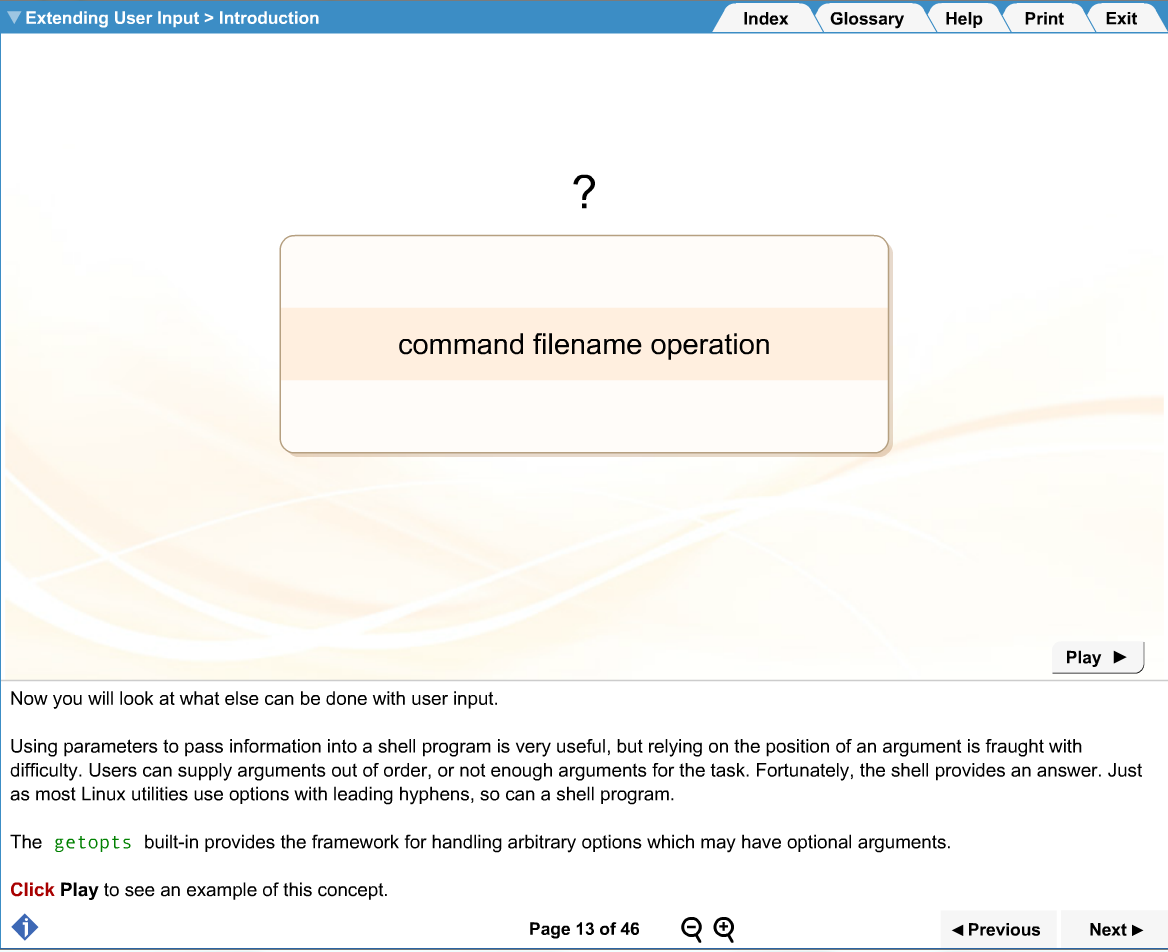 Extending User Input > Introduction
Index
Glossary
Help
Print
Exit
?
command filename operation
Play
Now you will look at what else can be done with user input.
Using parameters to pass information into a shell program is very useful, but relying on the position of an argument is fraught with
difficulty. Users can supply arguments out of order, or not enough arguments for the task. Fortunately, the shell provides an answer. Just
as most Linux utilities use options with leading hyphens, so can a shell program.
The getopts built-in provides the framework for handling arbitrary options which may have optional arguments.
Click Play to see an example of this concept.
i
Page 13 of 46
Previous
Next